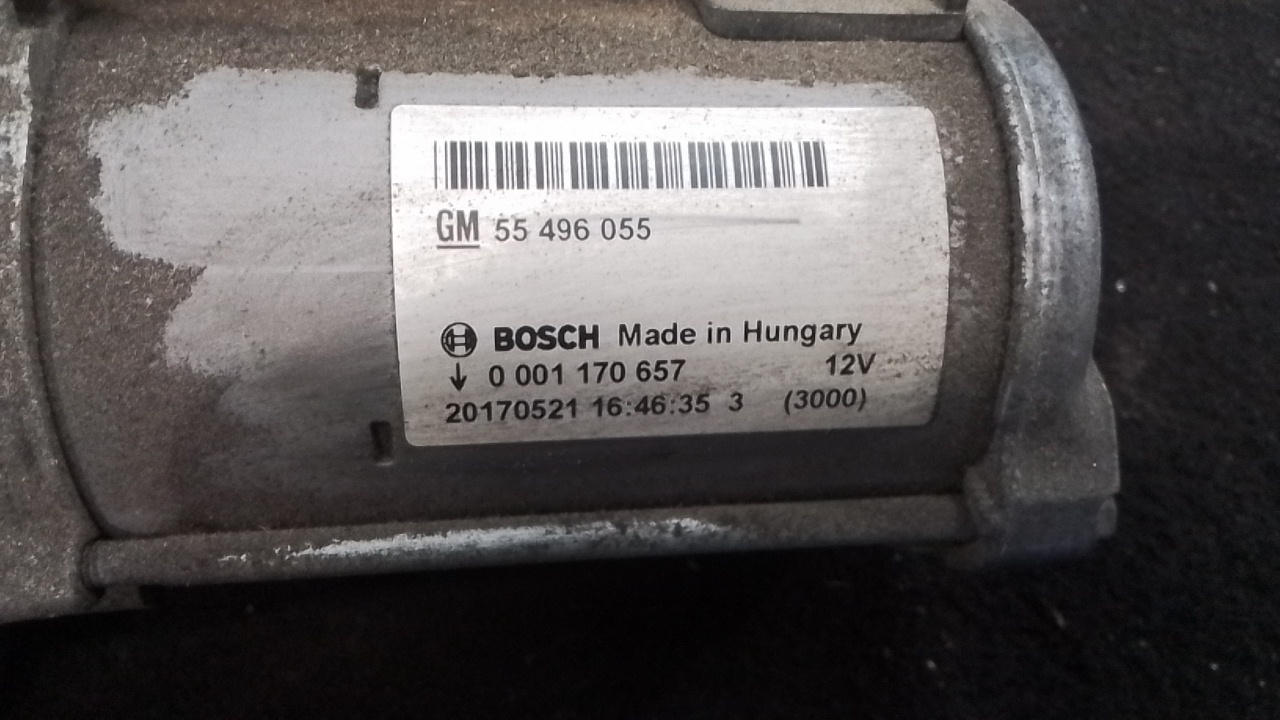 GM 55 496 055
BOSCH Made in Hungary
↓ 0 001 170 657 12V
20170521 16:46:35 3 (3000)